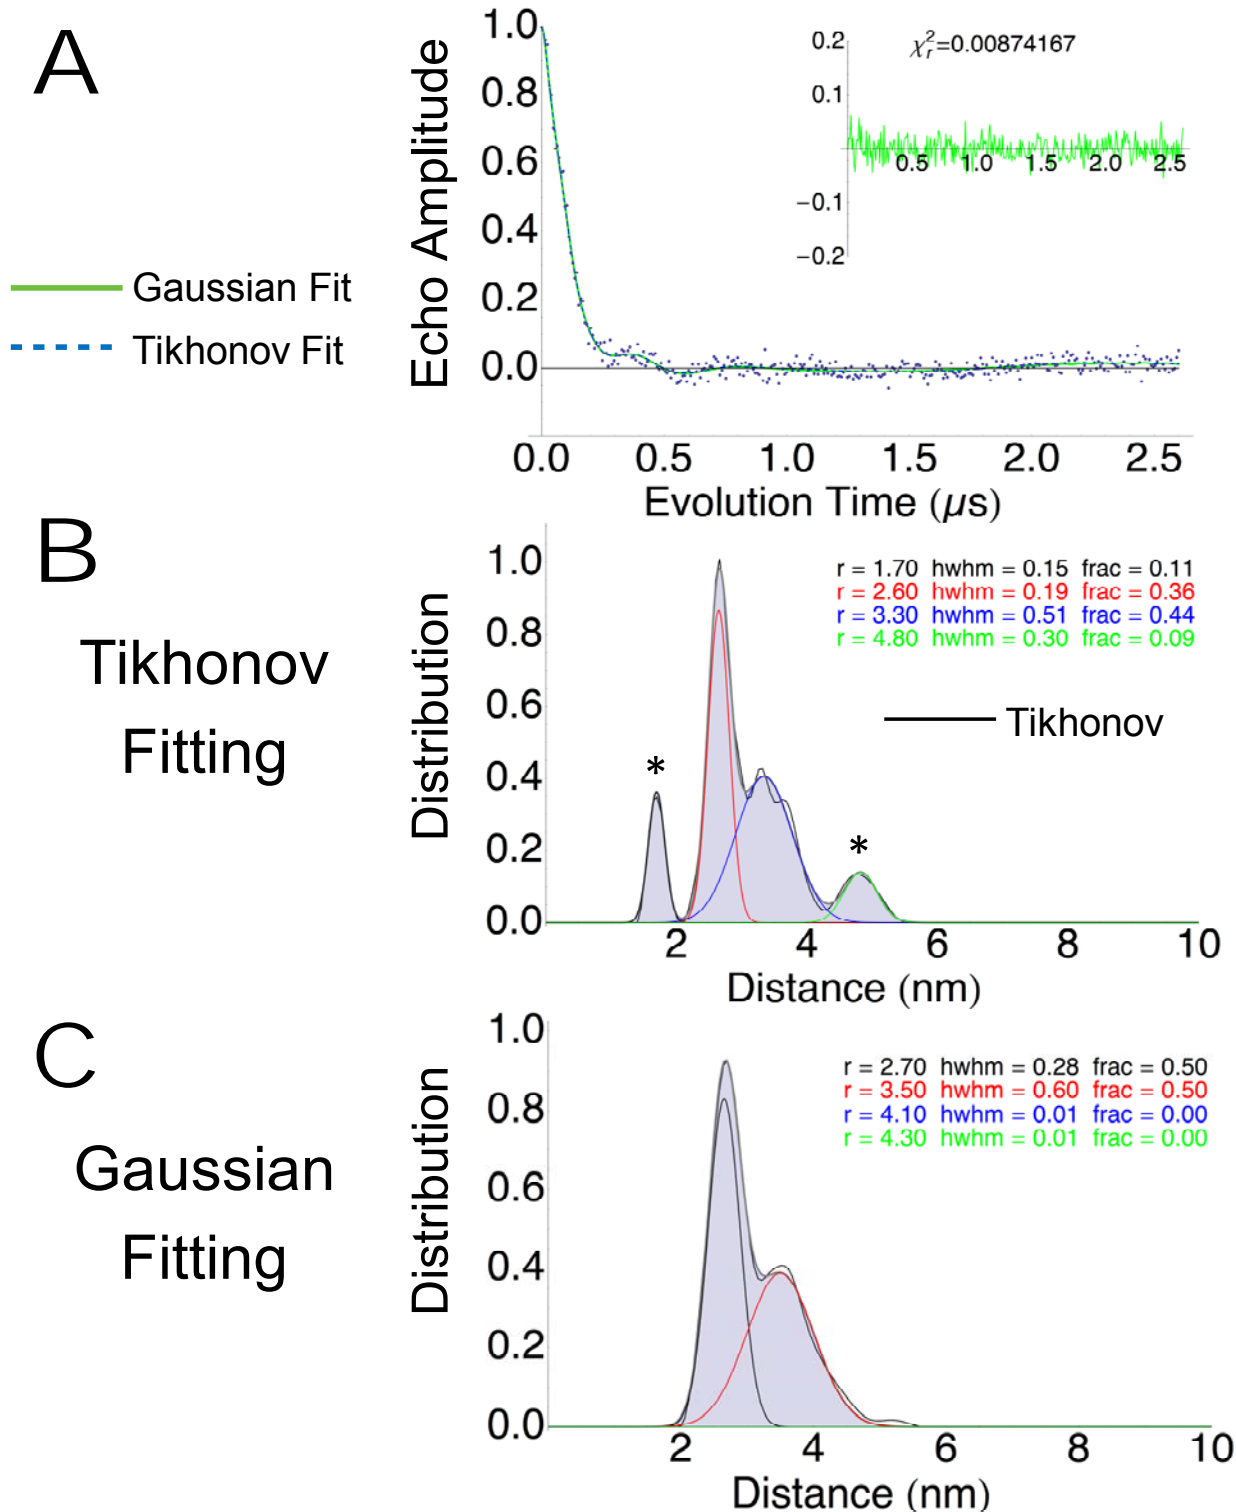 A
Gaussian Fit
Tikhonov Fit
Echo Amplitude
1.0
0.8
0.6
0.4
0.2
0.0
0.0 0.5 1.0 1.5 2.0 2.5
Evolution Time (μs)
χr²=0.00874167
0.2
0.1
−0.1
−0.2
0.5 1.0 1.5 2.0 2.5
B
Tikhonov
Fitting
Distribution
1.0
0.8
0.6
0.4
0.2
0.0
r = 1.70 hwhm = 0.15 frac = 0.11
r = 2.60 hwhm = 0.19 frac = 0.36
r = 3.30 hwhm = 0.51 frac = 0.44
r = 4.80 hwhm = 0.30 frac = 0.09
Tikhonov
*
*
2 4 6 8 10
Distance (nm)
C
Gaussian
Fitting
Distribution
1.0
0.8
0.6
0.4
0.2
0.0
r = 2.70 hwhm = 0.28 frac = 0.50
r = 3.50 hwhm = 0.60 frac = 0.50
r = 4.10 hwhm = 0.01 frac = 0.00
r = 4.30 hwhm = 0.01 frac = 0.00
2 4 6 8 10
Distance (nm)